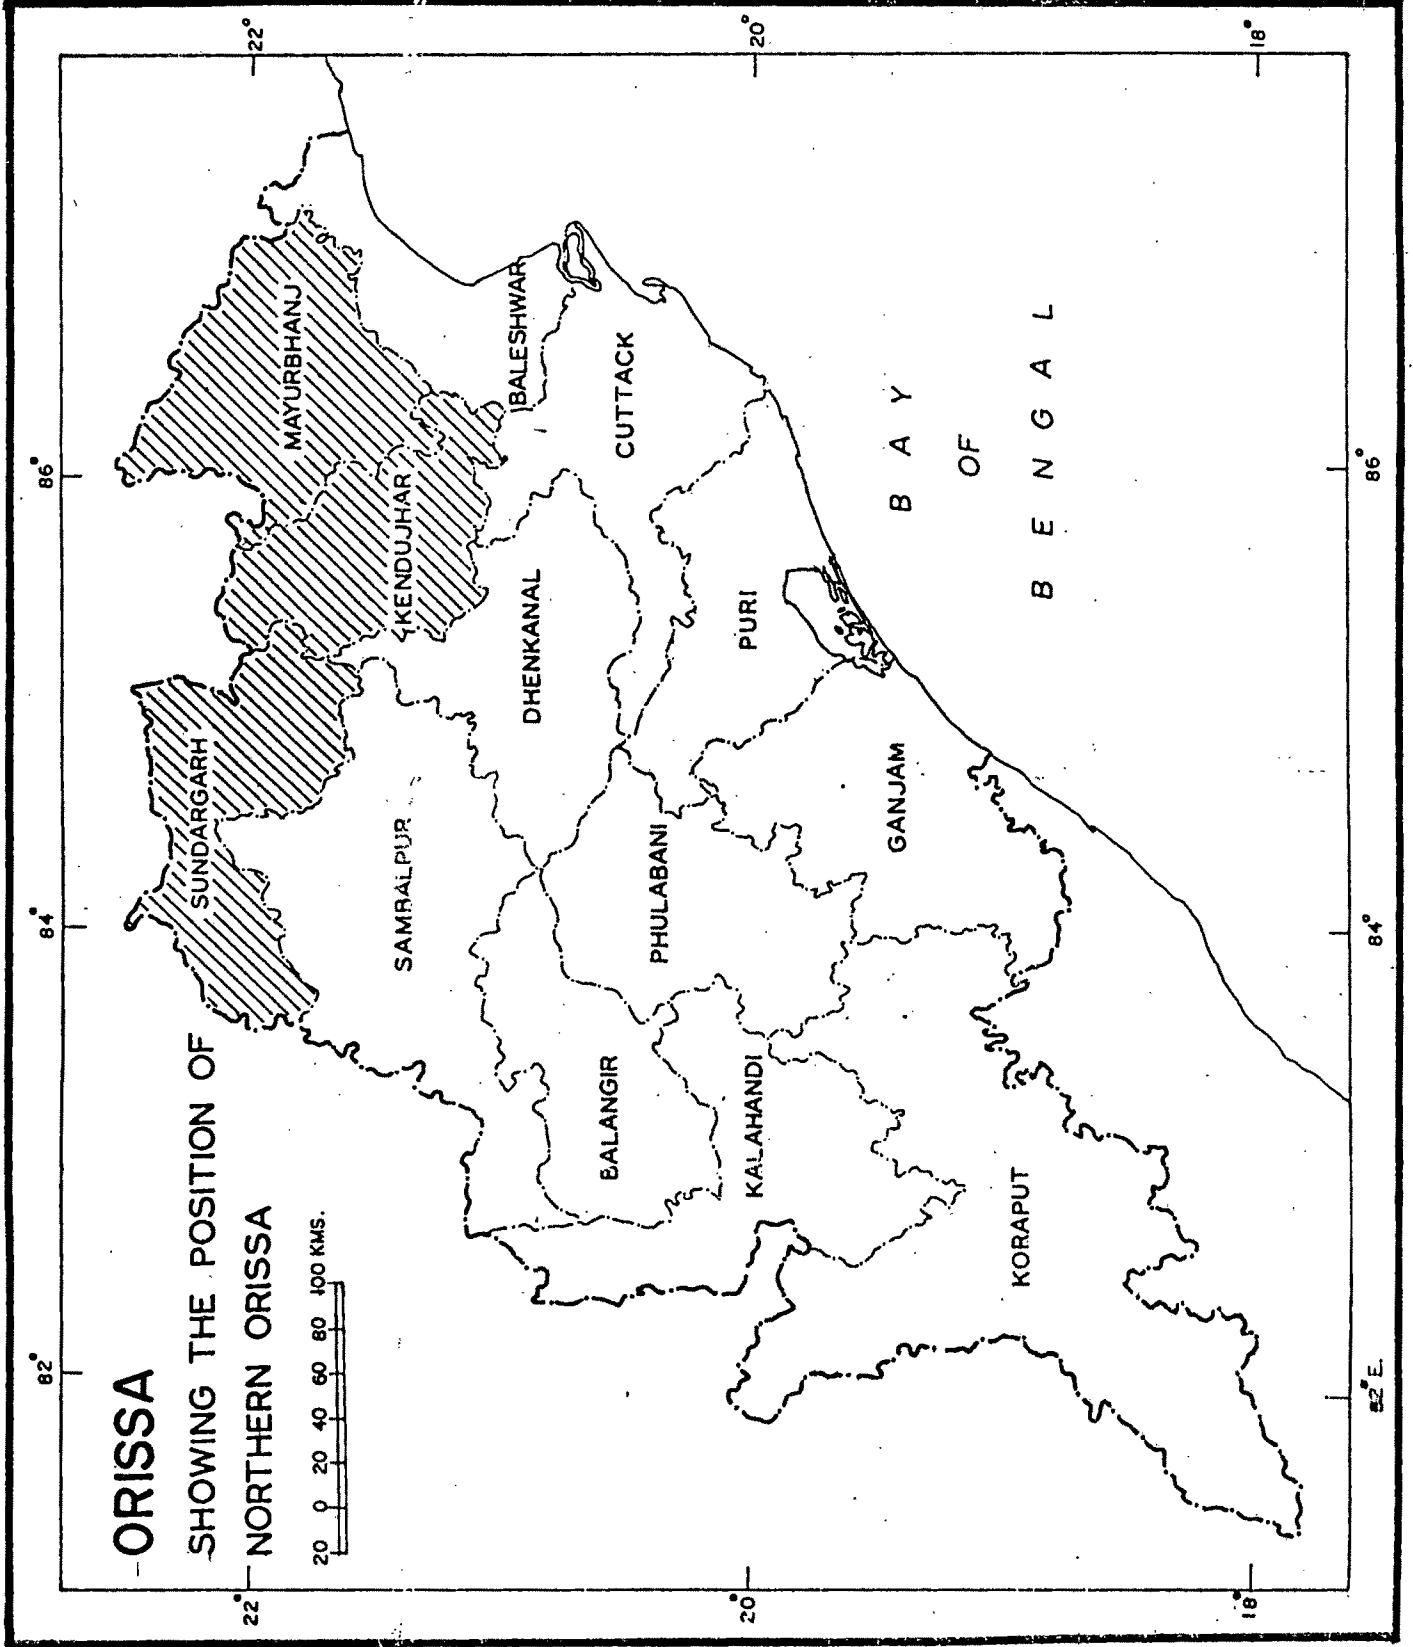 ORISSA
SHOWING THE POSITION OF
NORTHERN ORISSA
20 0 20 40 60 80 100 KMS.
82°
84°
86°
22°
22°
20°
20°
18°
18°
82° E.
84°
86°
SUNDARGARH
MAYURBHANJ
KENDUJHAR
SAMBALPUR
BALESHWAR
DHENKANAL
CUTTACK
BALANGIR
PHULABANI
PURI
KALAHANDI
GANJAM
KORAPUT
BAY
OF
BENGAL